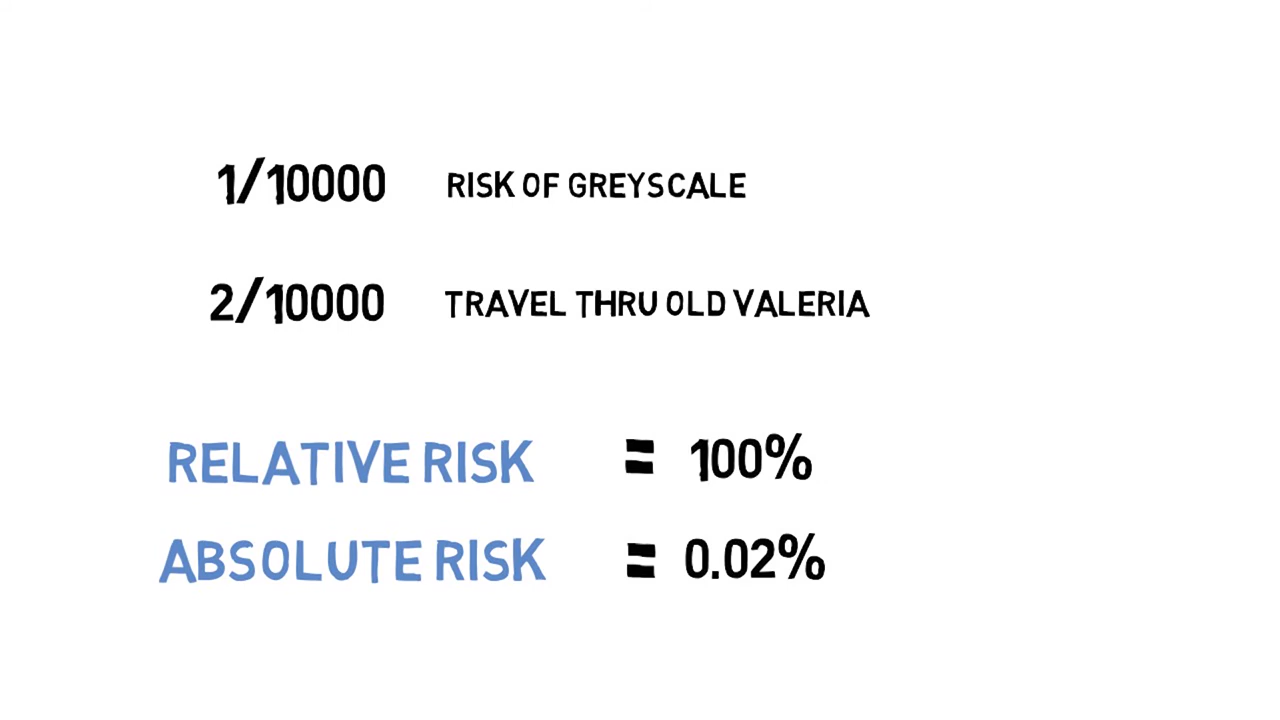 1/10000 RISK OF GREYSCALE
2/10000 TRAVEL THRU OLD VALERIA
RELATIVE RISK = 100%
ABSOLUTE RISK = 0.02%